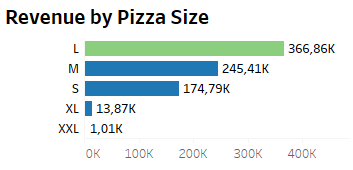 Revenue by Pizza Size
L 366,86K
M 245,41K
S 174,79K
XL 13,87K
XXL 1,01K
0K 100K 200K 300K 400K